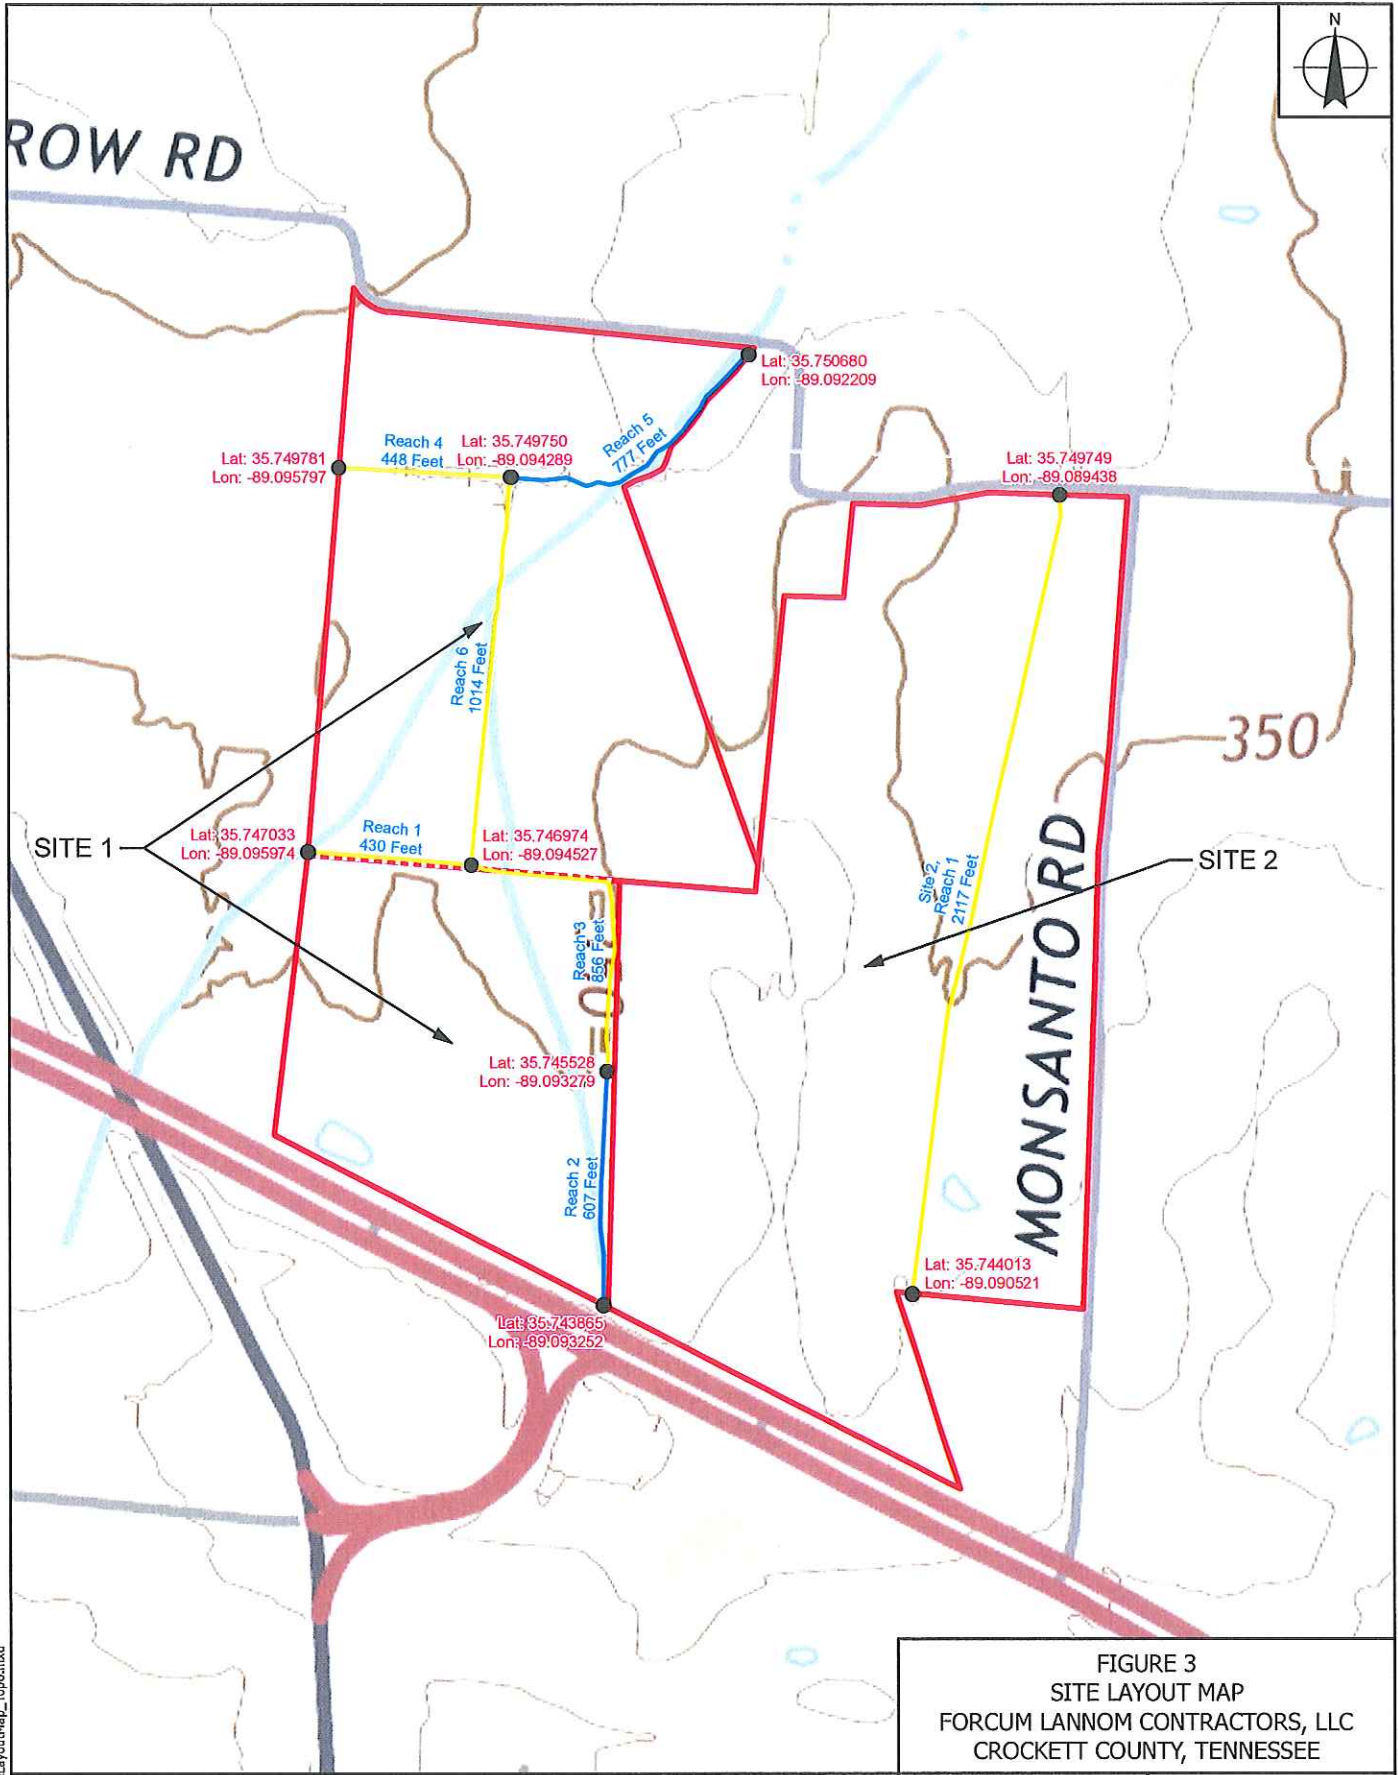 N
ROW RD
Lat: 35.750680
Lon: -89.092209
Reach 5
777 Feet
Reach 4
448 Feet
Lat: 35.749750
Lon: -89.094289
Lat: 35.749781
Lon: -89.095797
Lat: 35.749749
Lon: -89.089438
Reach 6
1014 Feet
350
SITE 1
Lat: 35.747033
Lon: -89.095974
Reach 1
430 Feet
Lat: 35.746974
Lon: -89.094527
Site 2,
Reach 1
2117 Feet
SITE 2
MONSANTO RD
Reach 3
856 Feet
Lat: 35.745528
Lon: -89.093279
Reach 2
607 Feet
Lat: 35.744013
Lon: -89.090521
Lat: 35.743865
Lon: -89.093252
FIGURE 3
SITE LAYOUT MAP
FORCUM LANNOM CONTRACTORS, LLC
CROCKETT COUNTY, TENNESSEE